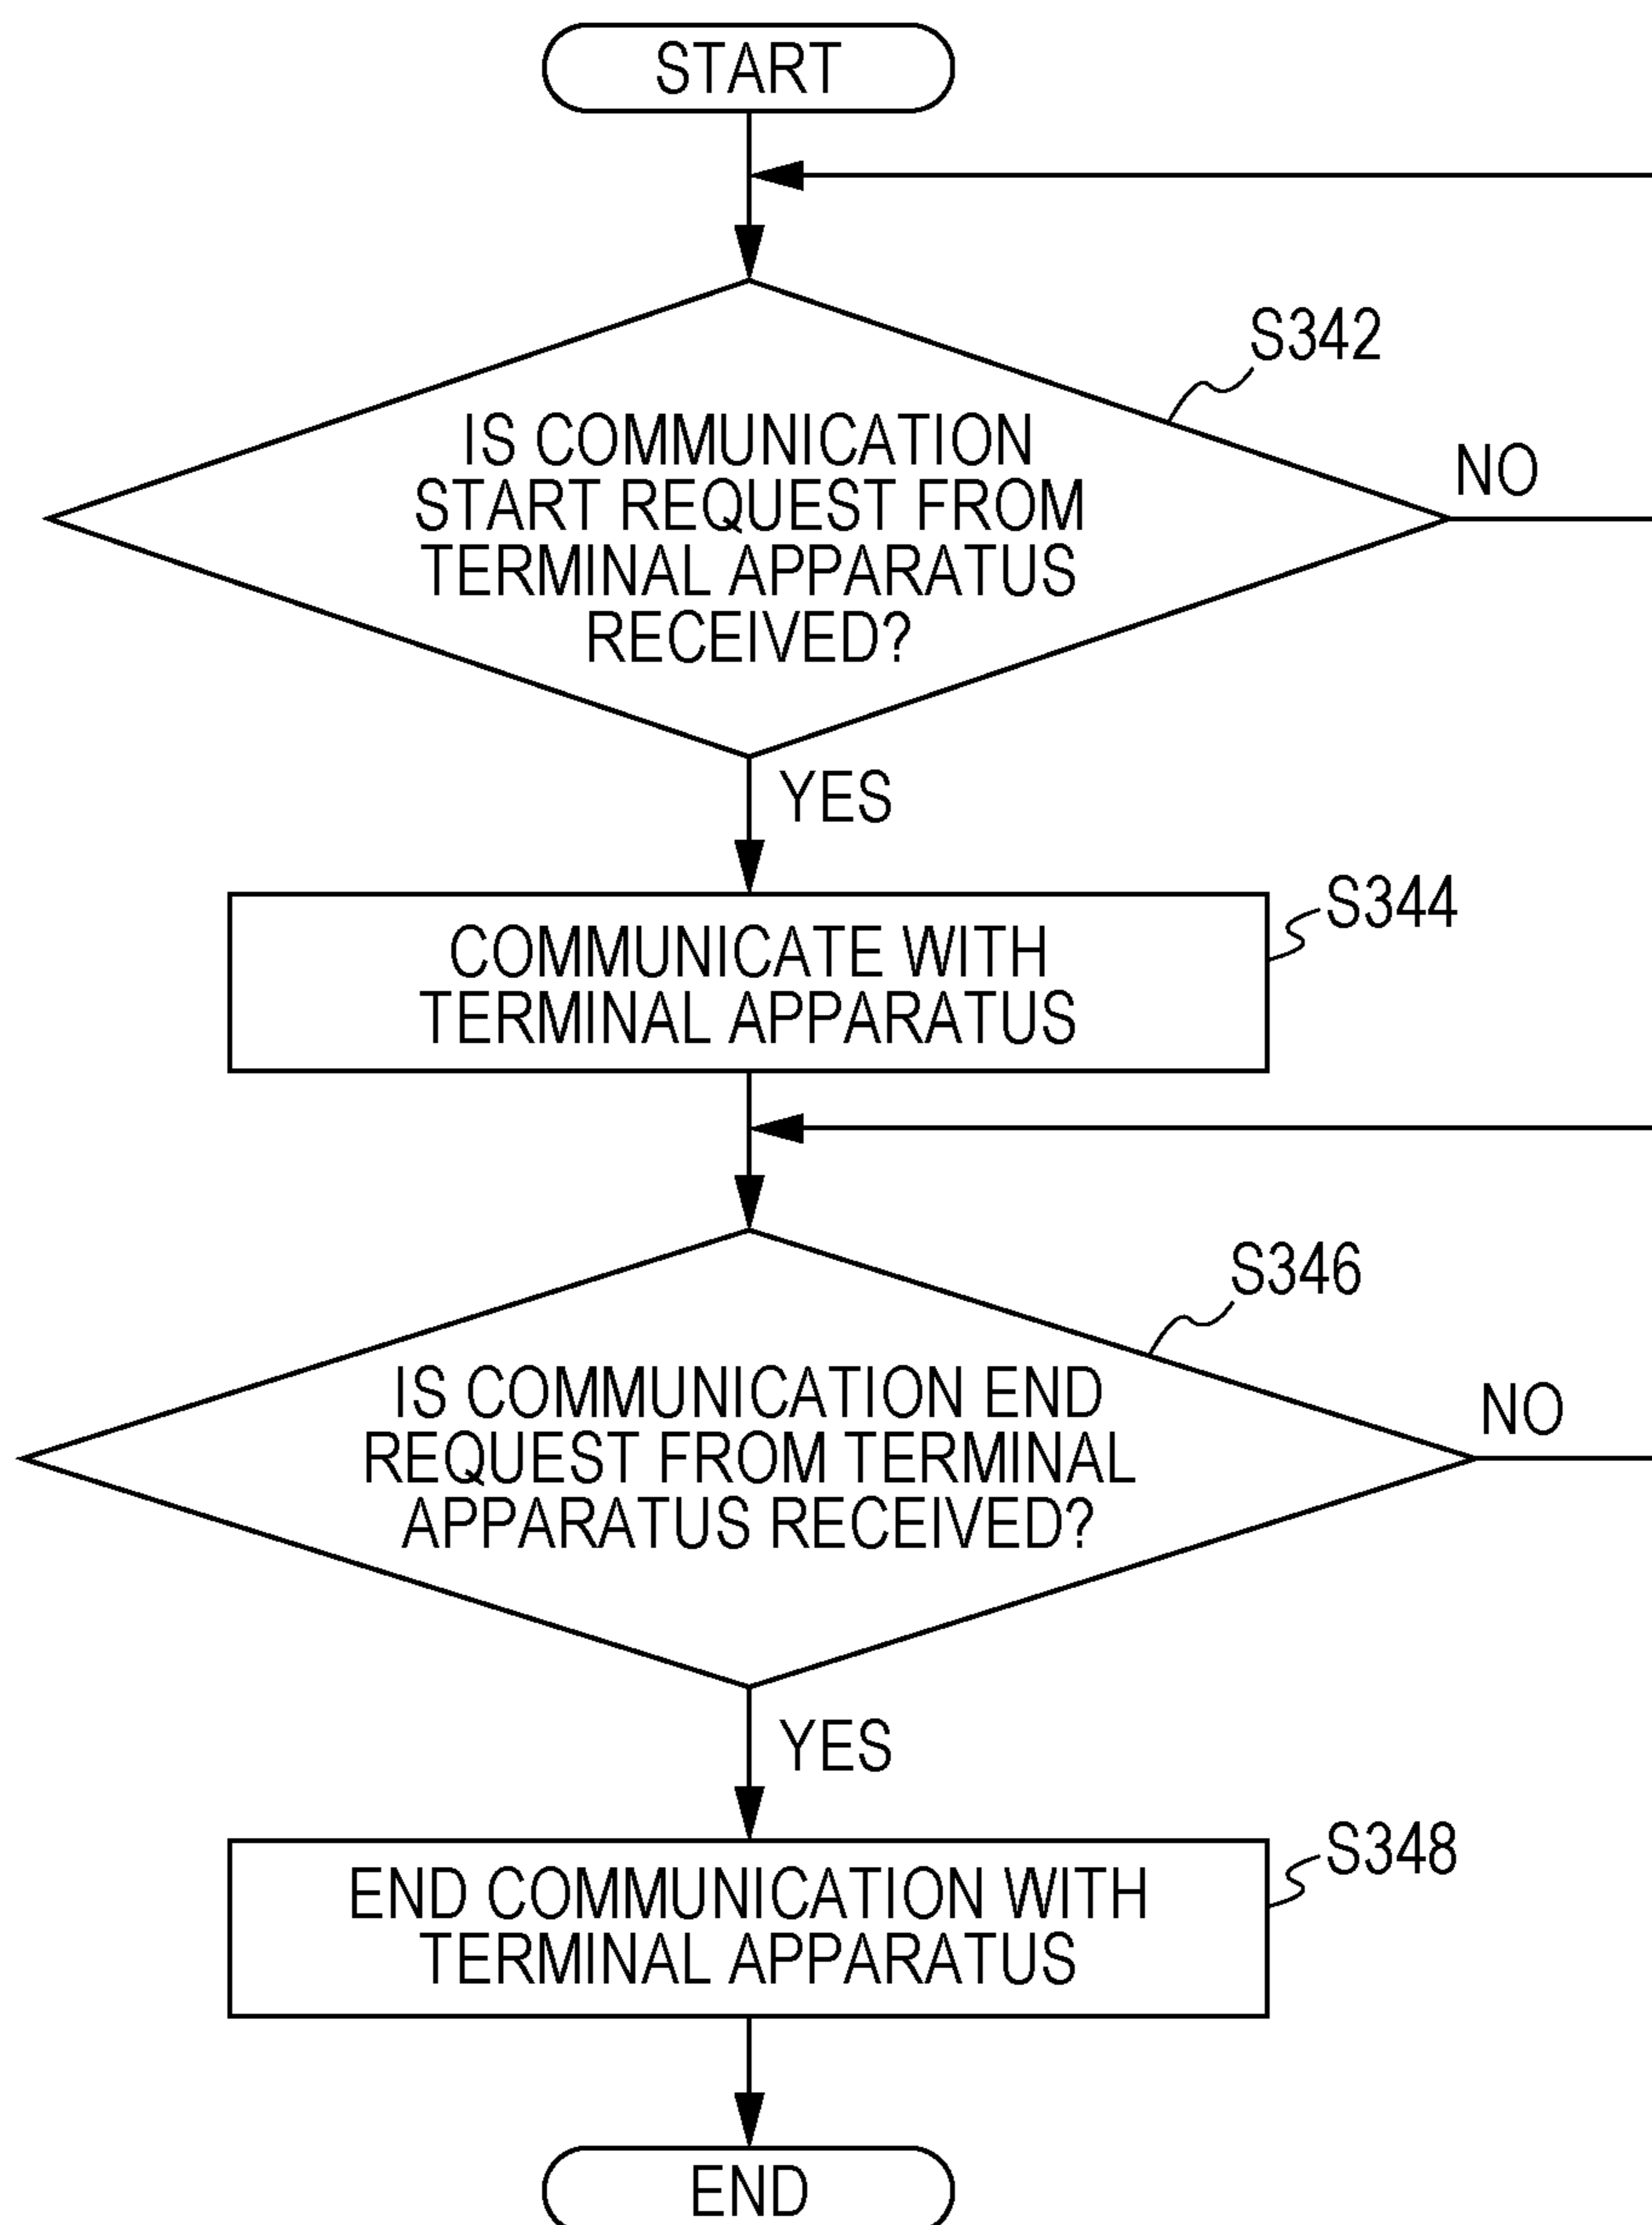 START
S342
IS COMMUNICATION
START REQUEST FROM
TERMINAL APPARATUS
RECEIVED?
NO
YES
S344
COMMUNICATE WITH
TERMINAL APPARATUS
S346
IS COMMUNICATION END
REQUEST FROM TERMINAL
APPARATUS RECEIVED?
NO
YES
S348
END COMMUNICATION WITH
TERMINAL APPARATUS
END